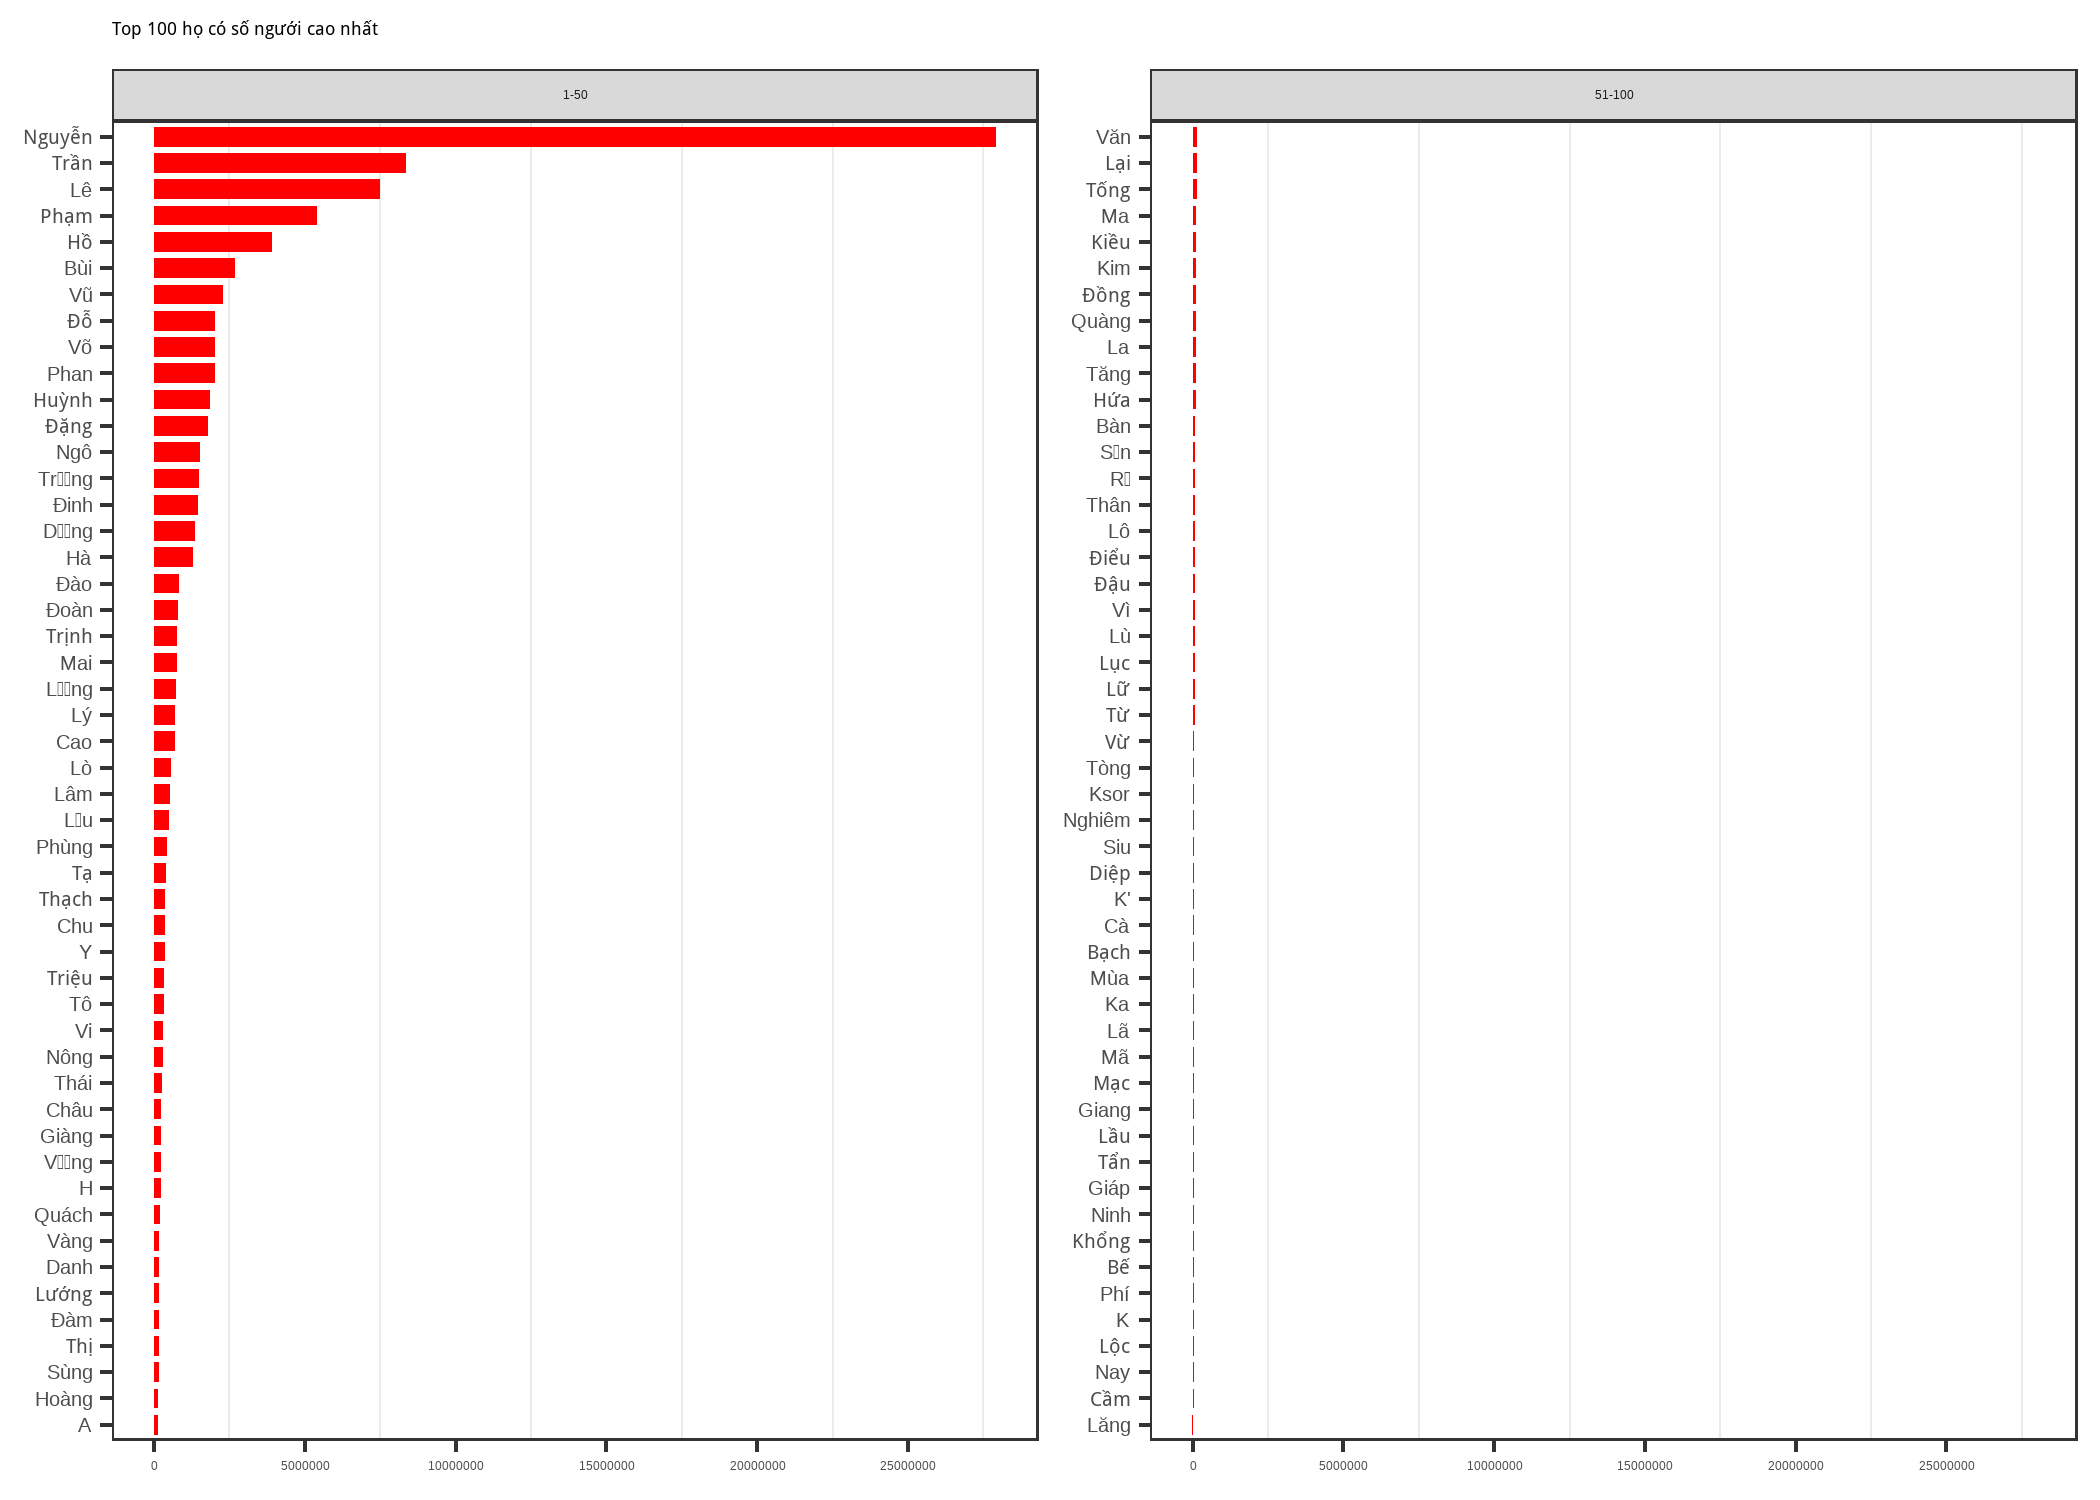 Top 100 họ có số ngưới cao nhất
1-50
Nguyễn
Trần
Lê
Phạm
Hồ
Bùi
Vũ
Đỗ
Võ
Phan
Huỳnh
Đặng
Ngô
Đinh
Hà
Đào
Đoàn
Trịnh
Mai
Lý
Cao
Lò
Lâm
Phùng
Tạ
Thạch
Chu
Y
Triệu
Tô
Vi
Nông
Thái
Châu
Giàng
H
Quách
Vàng
Danh
Lướng
Đàm
Thị
Sùng
Hoàng
A
0 5000000 10000000 15000000 20000000 25000000
51-100
Văn
Lại
Tống
Ma
Kiều
Kim
Đồng
Quàng
La
Tăng
Hứa
Bàn
Thân
Lô
Điểu
Đậu
Vì
Lù
Lục
Lữ
Từ
Vừ
Tòng
Ksor
Nghiêm
Siu
Diệp
K'
Cà
Bạch
Mùa
Ka
Lã
Mã
Mạc
Giang
Lầu
Tẩn
Giáp
Ninh
Khổng
Bế
Phí
K
Lộc
Nay
Cầm
Lăng
0 5000000 10000000 15000000 20000000 25000000